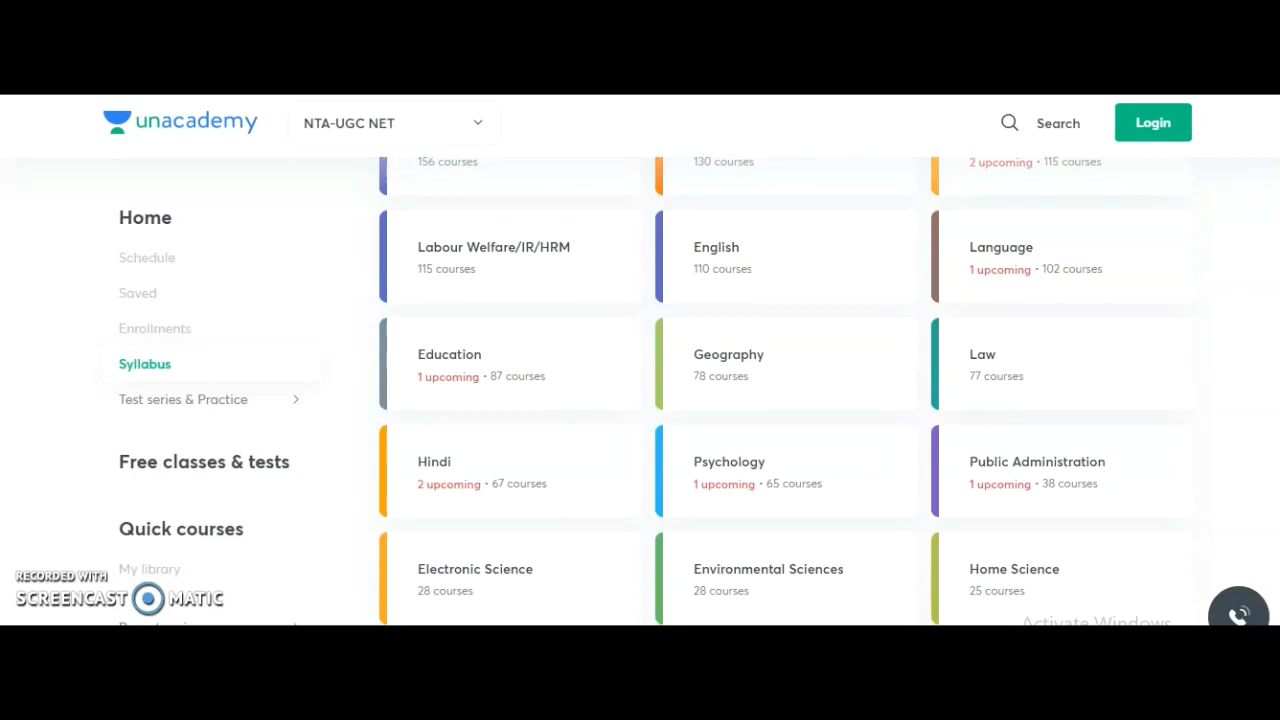 unacademy
NTA-UGC NET
Search
Login
156 courses
130 courses
2 upcoming • 115 courses
Home
Schedule
Saved
Enrollments
Syllabus
Test series & Practice
Free classes & tests
Quick courses
My library
Labour Welfare/IR/HRM
115 courses
English
110 courses
Language
1 upcoming • 102 courses
Education
1 upcoming • 87 courses
Geography
78 courses
Law
77 courses
Hindi
2 upcoming • 67 courses
Psychology
1 upcoming • 65 courses
Public Administration
1 upcoming • 38 courses
Electronic Science
28 courses
Environmental Sciences
28 courses
Home Science
25 courses
RECORDED WITH
SCREENCAST MATIC
Activate Windows